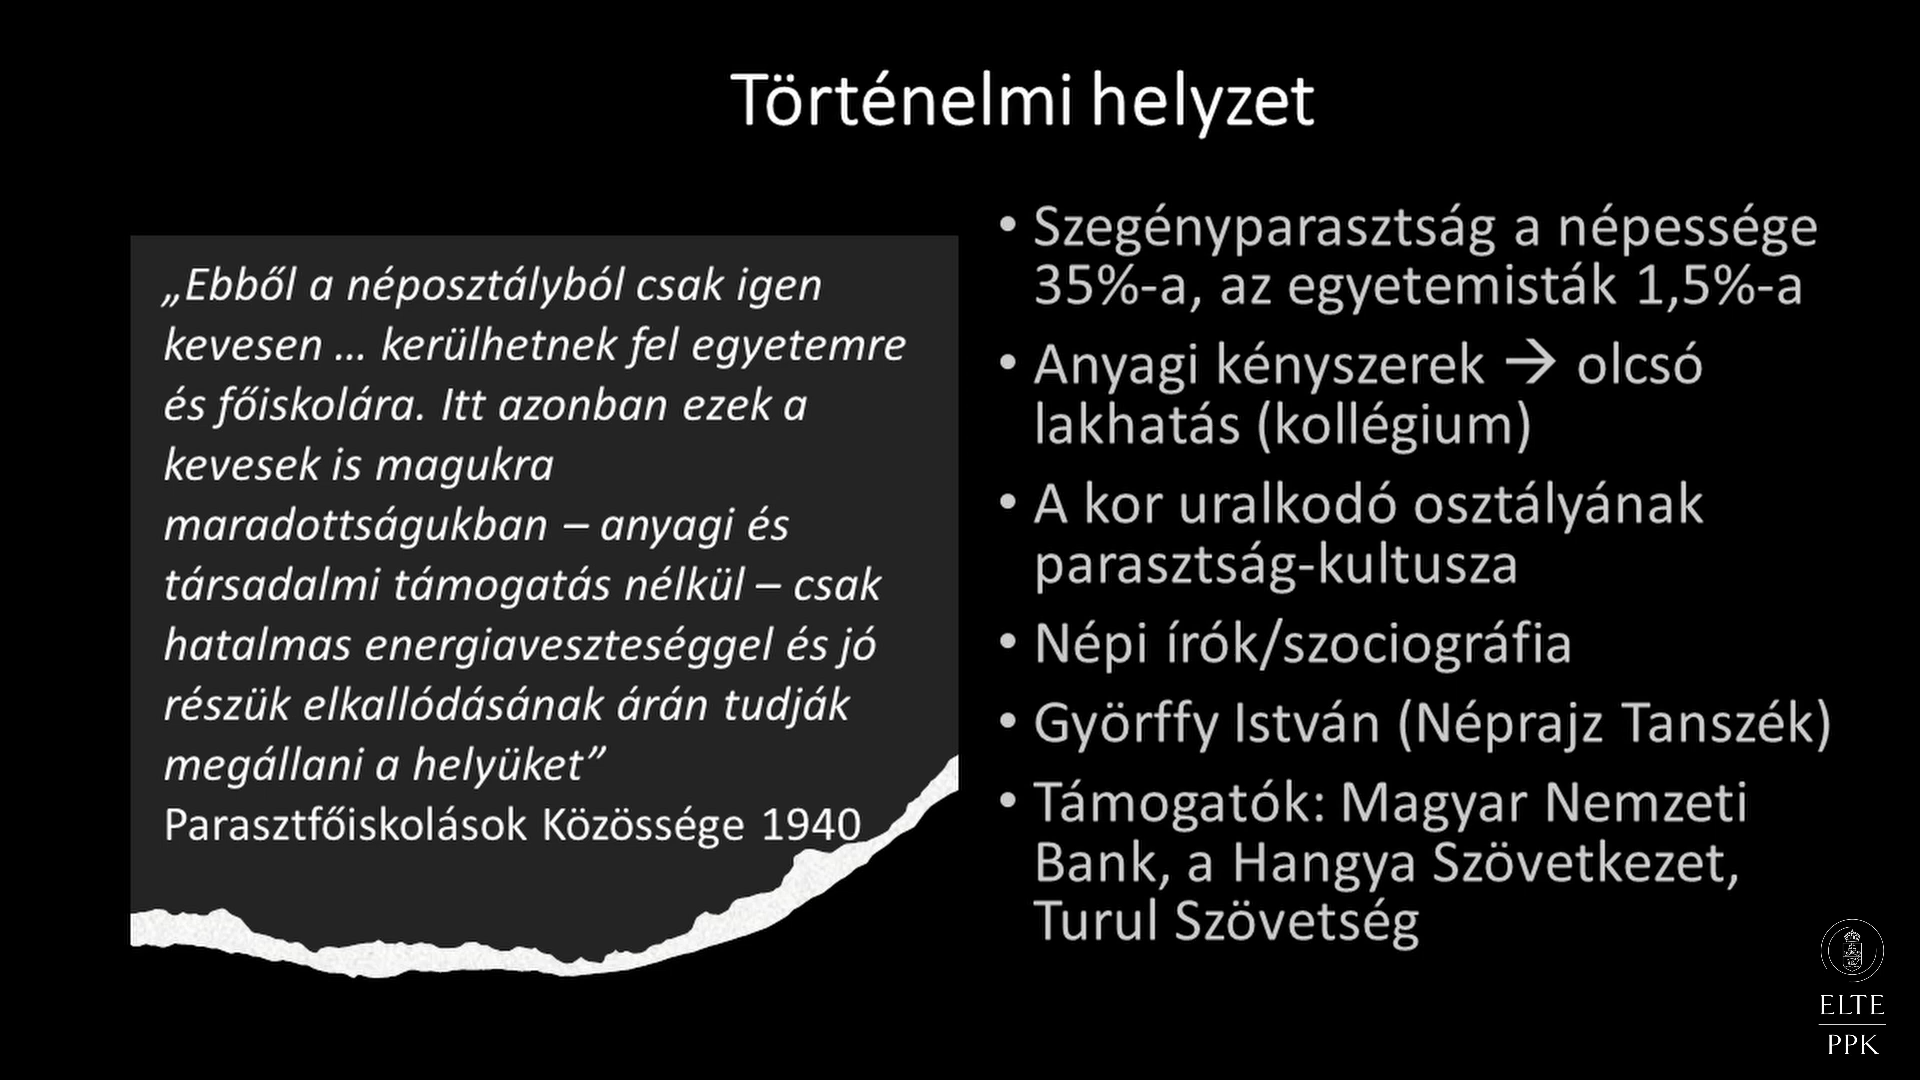 Történelmi helyzet
„Ebből a néposztályból csak igen
kevesen … kerülhetnek fel egyetemre
és főiskolára. Itt azonban ezek a
kevesek is magukra
maradottságukban – anyagi és
társadalmi támogatás nélkül – csak
hatalmas energiaveszteséggel és jó
részük elkallódásának árán tudják
megállani a helyüket”
Parasztfőiskolások Közössége 1940
• Szegényparasztság a népessége
35%-a, az egyetemisták 1,5%-a
• Anyagi kényszerek → olcsó
lakhatás (kollégium)
• A kor uralkodó osztályának
parasztság-kultusza
• Népi írók/szociográfia
• Györffy István (Néprajz Tanszék)
• Támogatók: Magyar Nemzeti
Bank, a Hangya Szövetkezet,
Turul Szövetség
ELTE
PPK